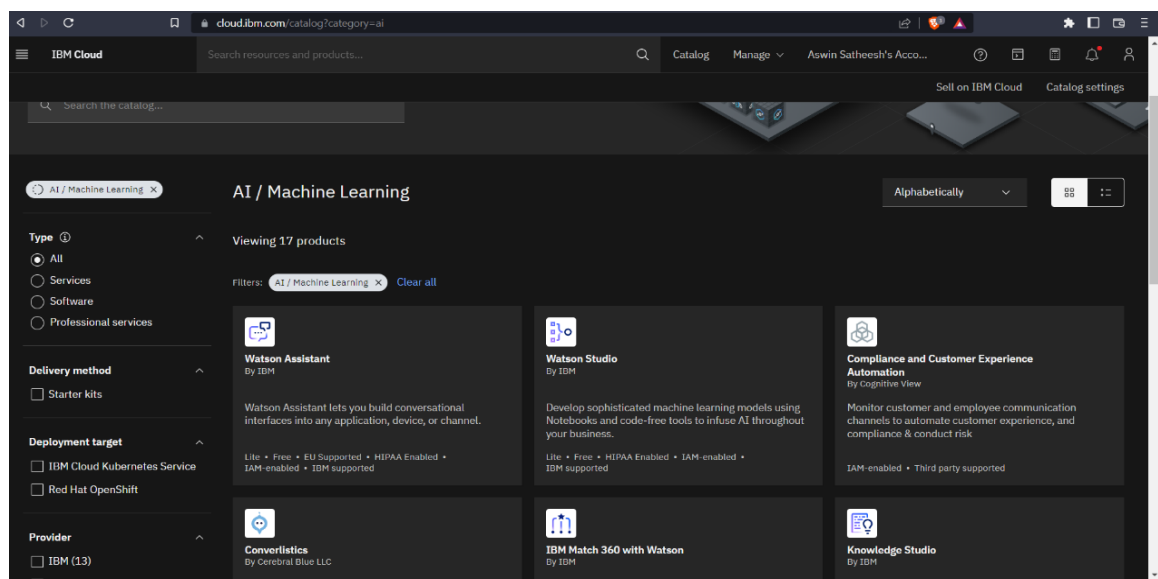 cloud.ibm.com/catalog?category=ai
IBM Cloud
Search resources and products...
Catalog
Manage
Aswin Satheesh's Acco...
Sell on IBM Cloud
Catalog settings
Search the catalog...
AI / Machine Learning
AI / Machine Learning
Alphabetically
Type
All
Services
Software
Professional services
Delivery method
Starter kits
Deployment target
IBM Cloud Kubernetes Service
Red Hat OpenShift
Provider
IBM (13)
Viewing 17 products
Filters: AI / Machine Learning Clear all
Watson Assistant
By IBM
Watson Assistant lets you build conversational
interfaces into any application, device, or channel.
Lite • Free • EU Supported • HIPAA Enabled •
IAM-enabled • IBM supported
Watson Studio
By IBM
Develop sophisticated machine learning models using
Notebooks and code-free tools to infuse AI throughout
your business.
Lite • Free • HIPAA Enabled • IAM-enabled •
IBM supported
Compliance and Customer Experience
Automation
By Cognitive View
Monitor customer and employee communication
channels to automate customer experience, and
compliance & conduct risk
IAM-enabled • Third party supported
Converlistics
By Cerebral Blue LLC
IBM Match 360 with Watson
By IBM
Knowledge Studio
By IBM